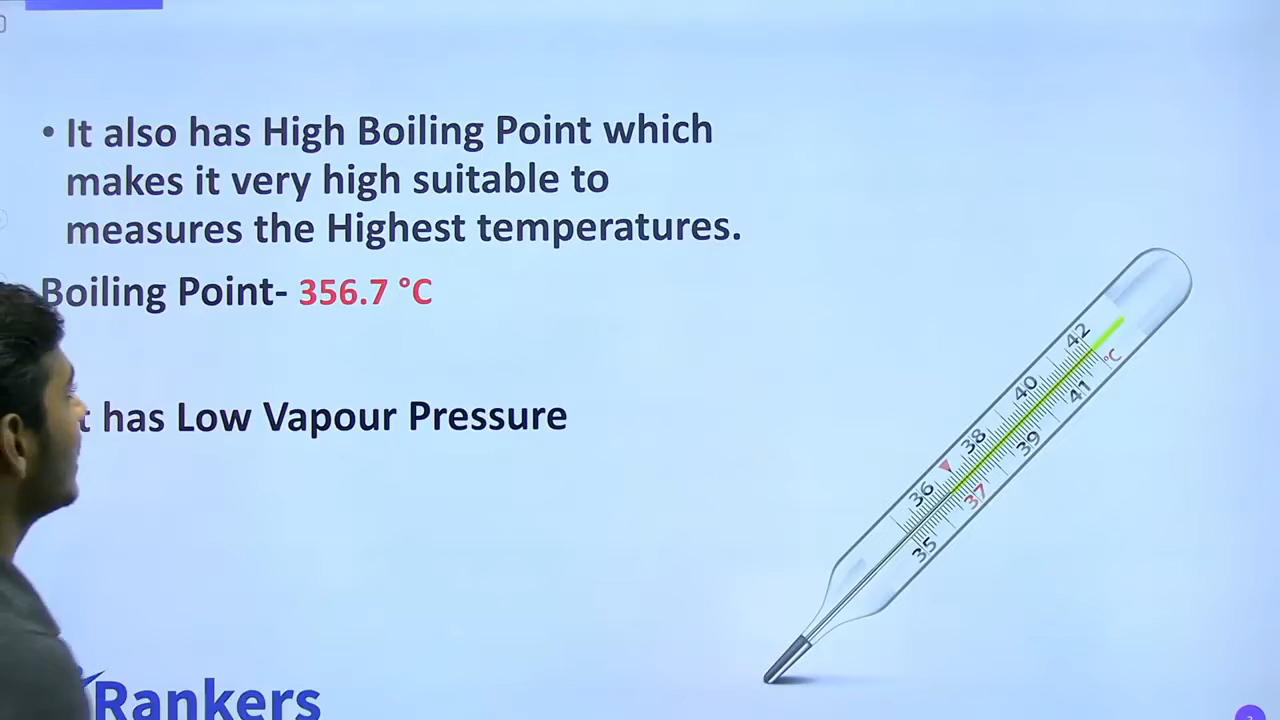 • It also has High Boiling Point which
makes it very high suitable to
measures the Highest temperatures.
Boiling Point- 356.7 °C
t has Low Vapour Pressure
42
°C
40
41
38
39
36
37
35
Rankers